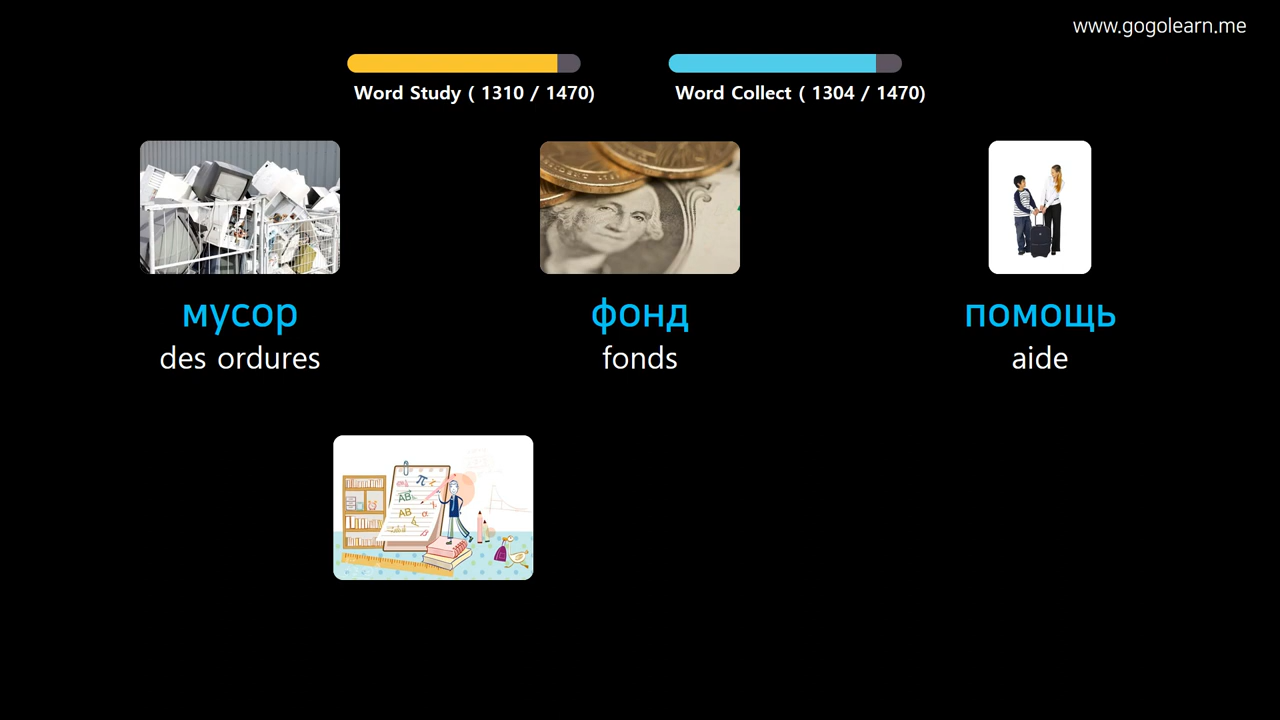 www.gogolearn.me
Word Study ( 1310 / 1470)
Word Collect ( 1304 / 1470)
мусор
фонд
помощь
des ordures
fonds
aide